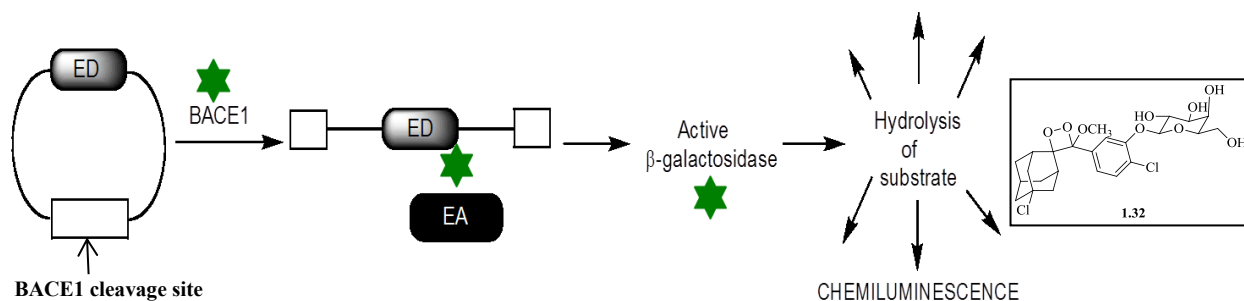 ED
BACE1
BACE1 cleavage site
ED
EA
Active
β-galactosidase
Hydrolysis
of
substrate
CHEMILUMINESCENCE
OH
HO OH
O
O
OH
O O
OCH3
Cl
Cl
1.32